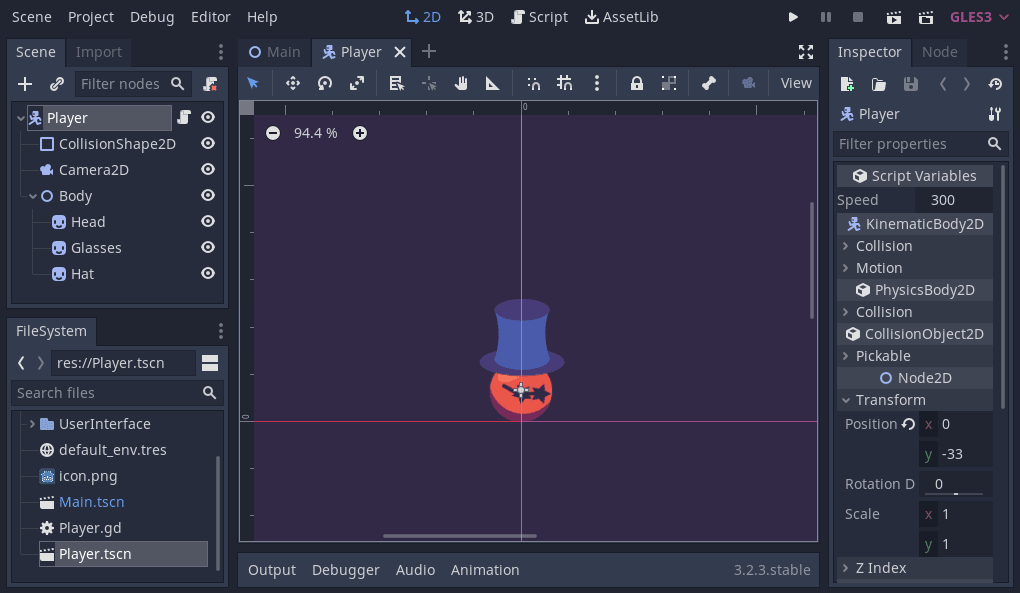 Scene Project Debug Editor Help 2D 3D Script AssetLib GLES3
Scene Import
Filter nodes
Player
CollisionShape2D
Camera2D
Body
Head
Glasses
Hat
FileSystem
res://Player.tscn
Search files
UserInterface
default_env.tres
icon.png
Main.tscn
Player.gd
Player.tscn
Main Player
View
0
94.4 %
0
Output Debugger Audio Animation 3.2.3.stable
Inspector Node
Player
Filter properties
Script Variables
Speed 300
KinematicBody2D
Collision
Motion
PhysicsBody2D
Collision
CollisionObject2D
Pickable
Node2D
Transform
Position x 0
y -33
Rotation D 0
Scale x 1
y 1
Z Index